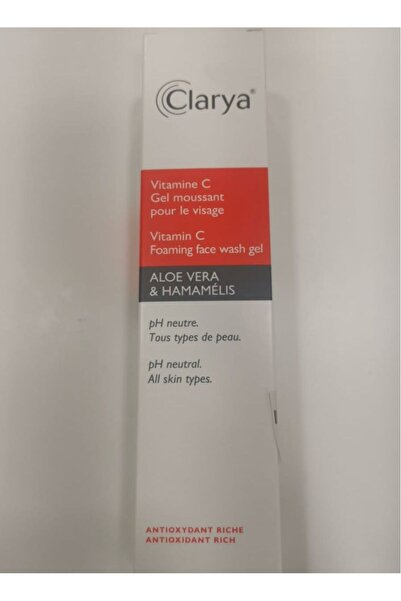 Clarya®
Vitamine C
Gel moussant
pour le visage
Vitamin C
Foaming face wash gel
ALOE VERA
& HAMAMÉLIS
pH neutre.
Tous types de peau.
pH neutral.
All skin types.
ANTIOXYDANT RICHE
ANTIOXIDANT RICH